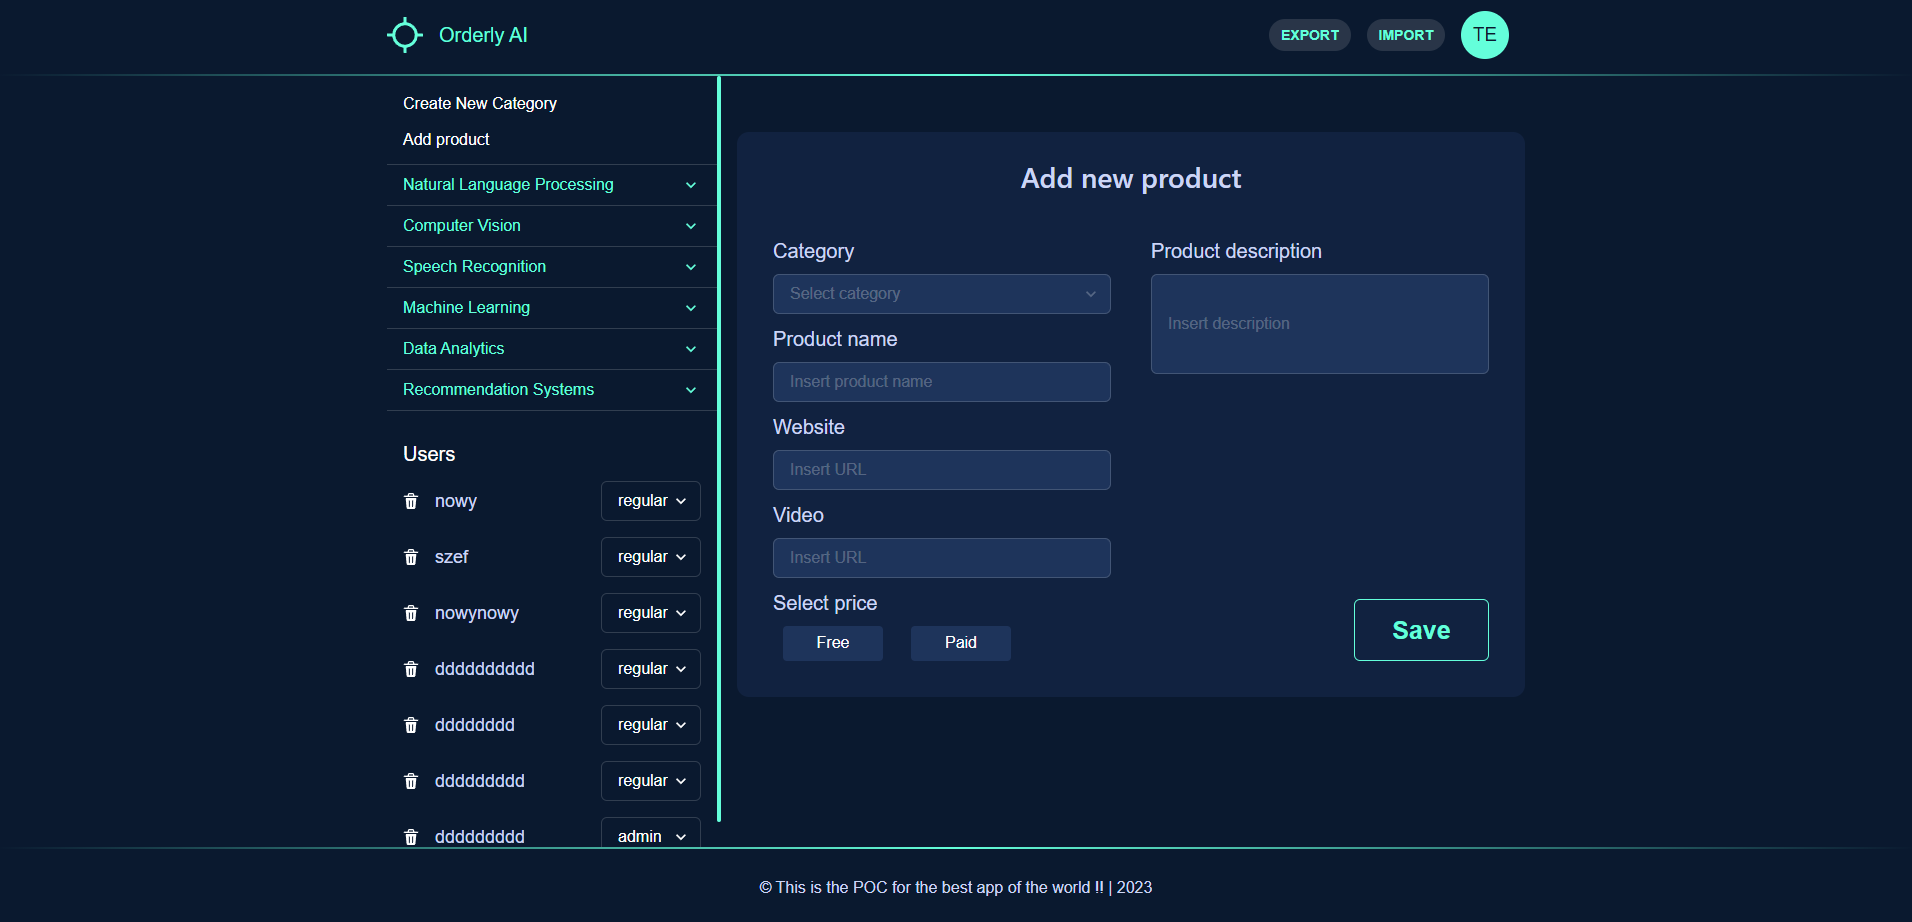 Orderly AI
EXPORT
IMPORT
TE
Create New Category
Add product
Natural Language Processing
Computer Vision
Speech Recognition
Machine Learning
Data Analytics
Recommendation Systems
Users
nowy regular
szef regular
nowynowy regular
dddddddddd regular
dddddddd regular
ddddddddd regular
ddddddddd admin
Add new product
Category
Select category
Product name
Insert product name
Website
Insert URL
Video
Insert URL
Select price
Free Paid
Product description
Insert description
Save
© This is the POC for the best app of the world !! | 2023